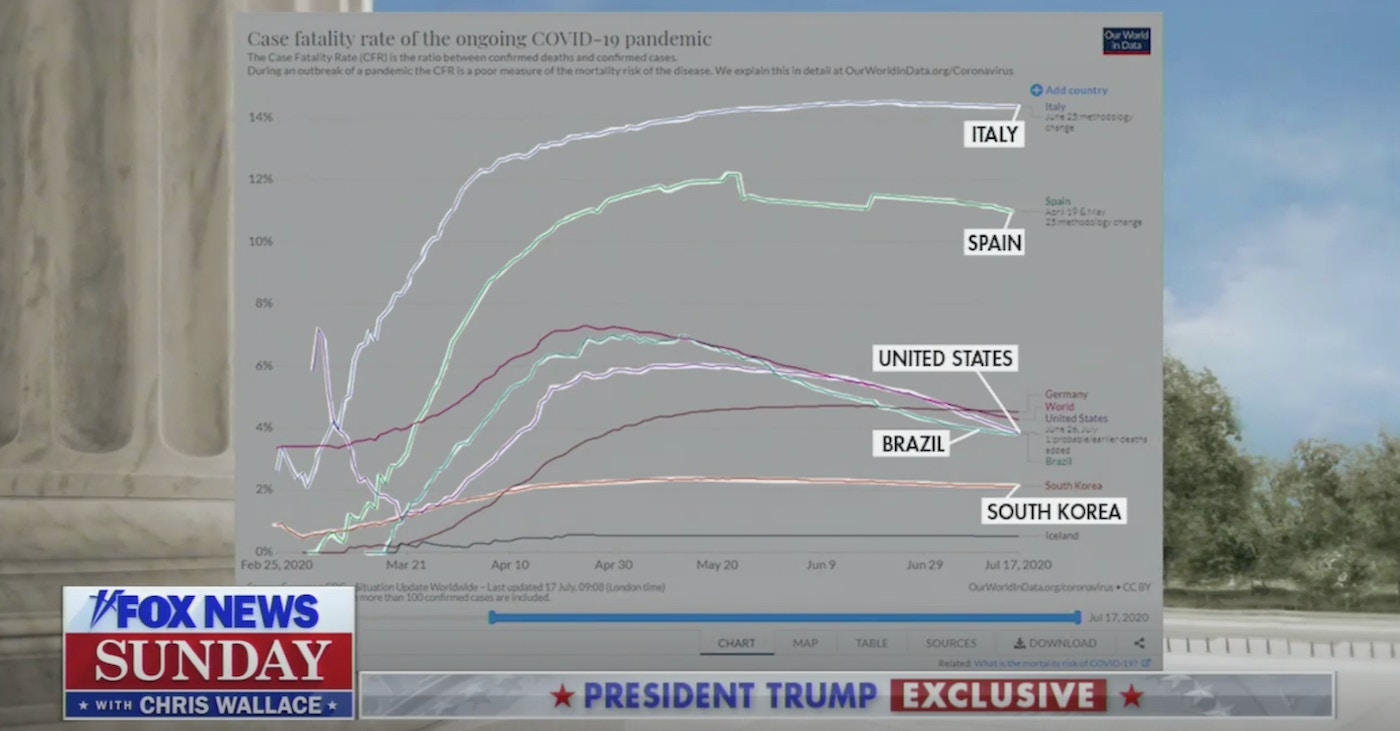 Case fatality rate of the ongoing COVID-19 pandemic
The Case Fatality Rate (CFR) is the ratio between confirmed deaths and confirmed cases.
During an outbreak of a pandemic the CFR is a poor measure of the mortality risk of the disease. We explain this in detail at OurWorldInData.org/Coronavirus
Our World
in Data
Add country
14%
12%
10%
8%
6%
4%
2%
0%
Italy
June 25 methodology
change
ITALY
Spain
April 19 & May
25 methodology change
SPAIN
UNITED STATES
BRAZIL
Germany
World
United States
June 26, July
1 probable/earlier deaths
added
Brazil
South Korea
SOUTH KOREA
Iceland
Feb 25, 2020
Mar 21
Apr 10
Apr 30
May 20
Jun 9
Jun 29
Jul 17, 2020
Situation Update Worldwide – Last updated 17 July, 09:08 (London time)
more than 100 confirmed cases are included.
OurWorldInData.org/coronavirus • CC BY
Jul 17, 2020
CHART
MAP
TABLE
SOURCES
DOWNLOAD
Related: What is the mortality risk of COVID-19?
FOX NEWS
SUNDAY
WITH CHRIS WALLACE
PRESIDENT TRUMP EXCLUSIVE